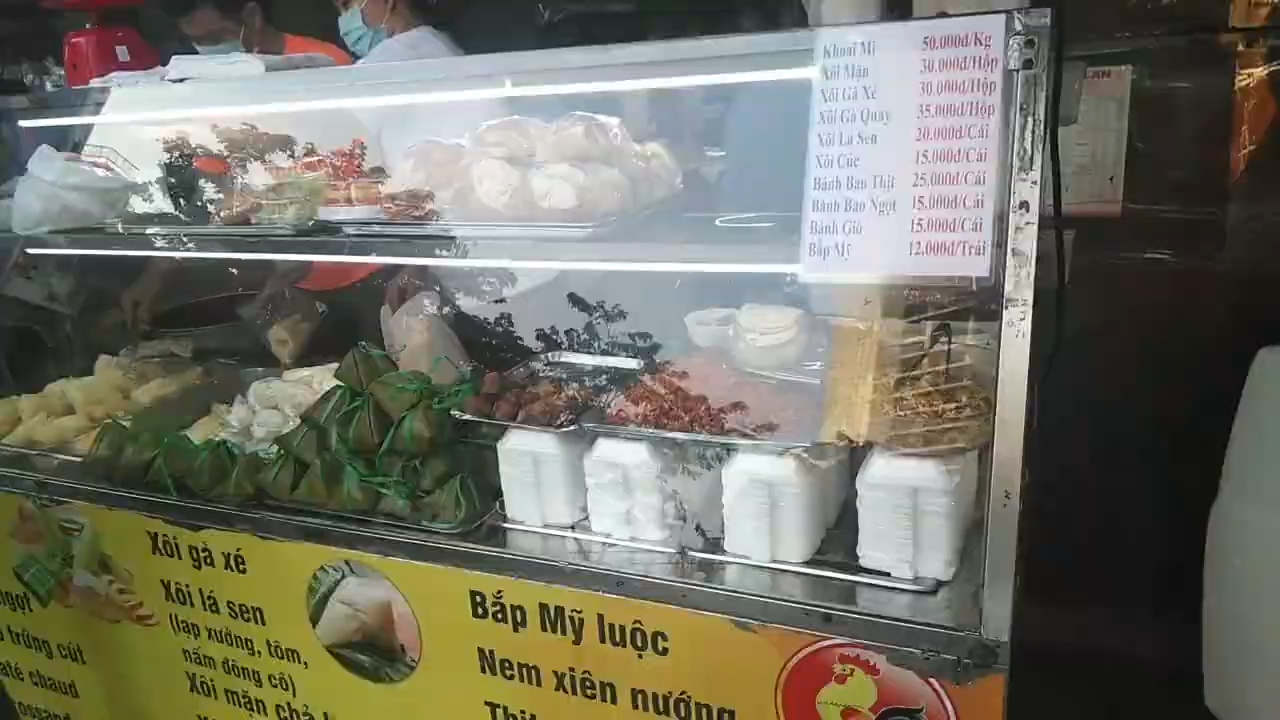 Khoai Mì 50.000đ/Kg
Xôi Mặn 30.000đ/Hộp
Xôi Gà Xé 30.000đ/Hộp
Xôi Gà Quay 35.000đ/Hộp
Xôi Lá Sen 20.000đ/Cái
Xôi Cúc 15.000đ/Cái
Bánh Bao Thịt 25.000đ/Cái
Bánh Bao Ngọt 15.000đ/Cái
Bánh Giò 15.000đ/Cái
Bắp Mỹ 12.000đ/Trái
ngọt
trứng cút
chaud
Xôi gà xé
Xôi lá sen
(lạp xưởng, tôm,
nấm đông cô)
Xôi mặn chả
Bắp Mỹ luộc
Nem xiên nướng